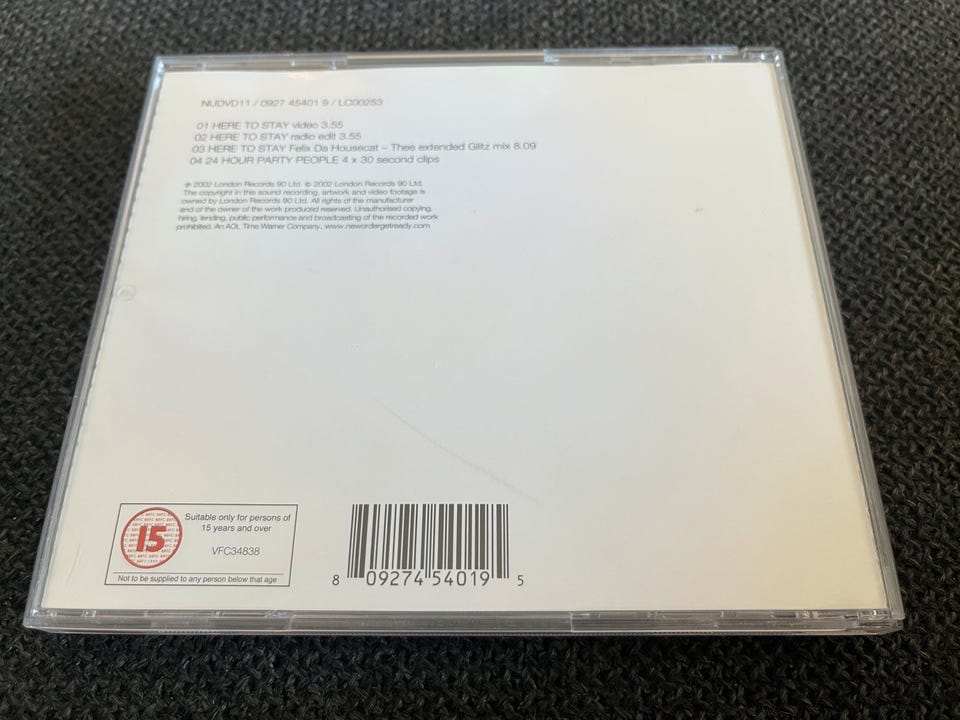 NUDVD11 / 0927 45401 9 / LC00253
01 HERE TO STAY video 3.55
02 HERE TO STAY radio edit 3.55
03 HERE TO STAY Felix Da Housecat – Thee extended Glitz mix 8.09
04 24 HOUR PARTY PEOPLE 4 x 30 second clips
℗ 2002 London Records 90 Ltd. © 2002 London Records 90 Ltd.
The copyright in this sound recording, artwork and video footage is
owned by London Records 90 Ltd. All rights of the manufacturer
and of the owner of the work produced reserved. Unauthorised copying,
hiring, lending, public performance and broadcasting of the recorded work
prohibited. An AOL Time Warner Company. www.newordergetready.com
15
Suitable only for persons of
15 years and over
VFC34838
Not to be supplied to any person below that age
8 09274 54019 5